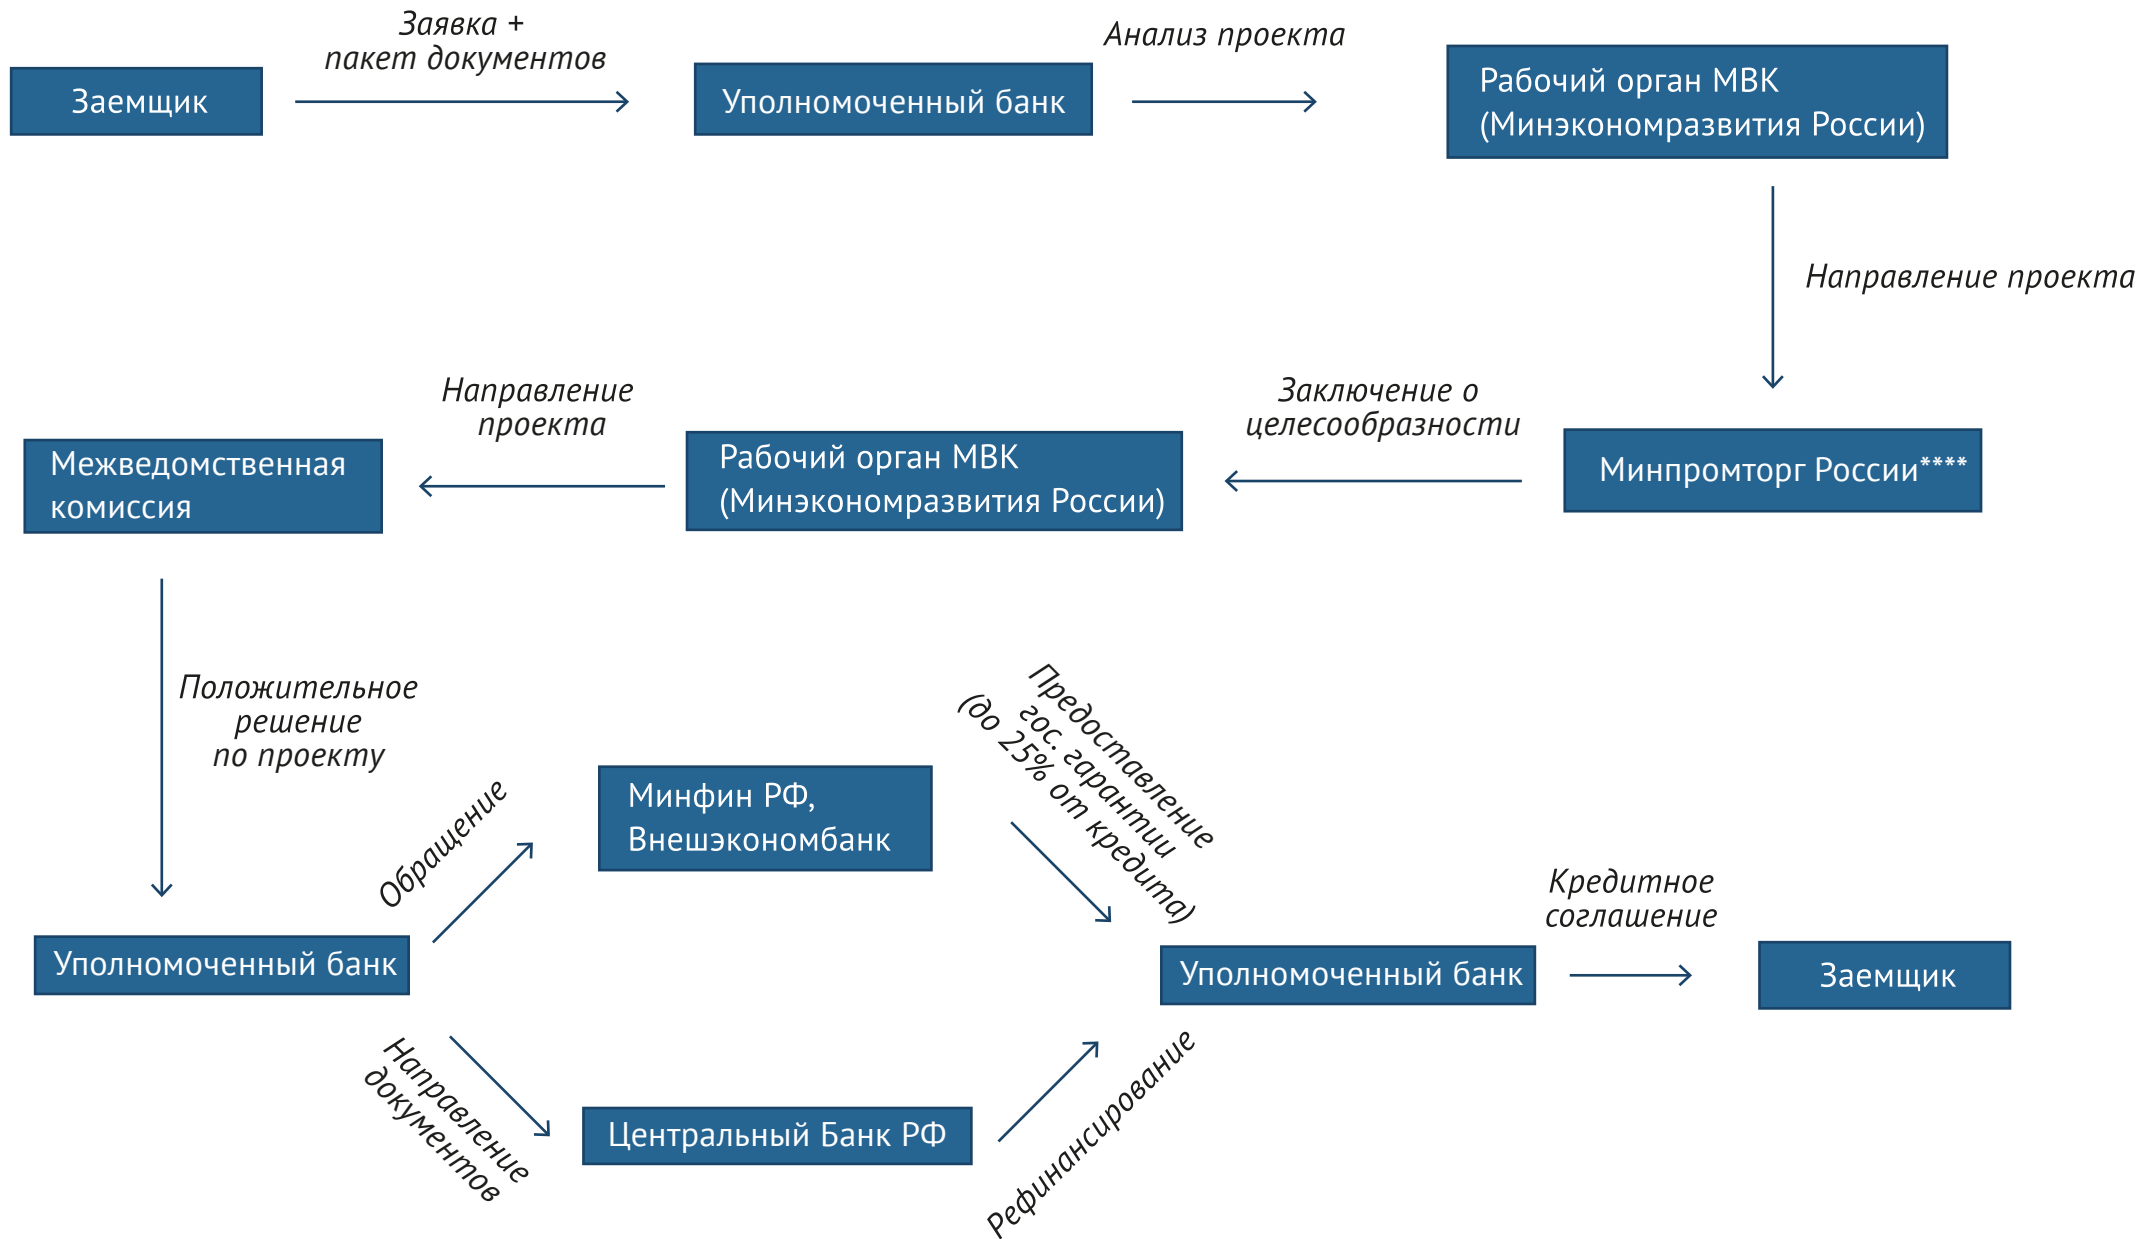 Заявка +
пакет документов
Анализ проекта
Заемщик
Уполномоченный банк
Рабочий орган МВК
(Минэкономразвития России)
Направление проекта
Направление
проекта
Заключение о
целесообразности
Межведомственная
комиссия
Рабочий орган МВК
(Минэкономразвития России)
Минпромторг России****
Положительное
решение
по проекту
Обращение
Минфин РФ,
Внешэкономбанк
Предоставление
гос. гарантии
(до 25% от кредита)
Кредитное
соглашение
Уполномоченный банк
Уполномоченный банк
Заемщик
Направление
документов
Центральный Банк РФ
Рефинансирование